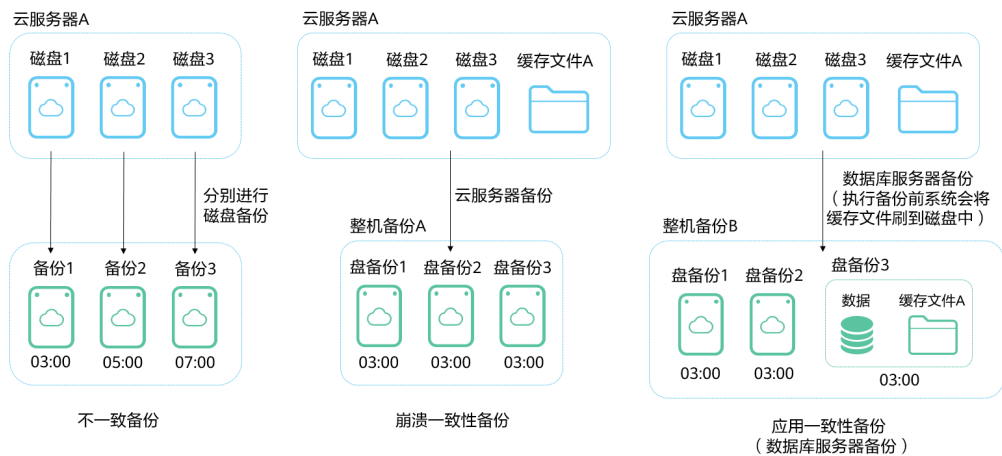 云服务器A
磁盘1
磁盘2
磁盘3
分别进行
磁盘备份
备份1
备份2
备份3
03:00
05:00
07:00
不一致备份
云服务器A
磁盘1
磁盘2
磁盘3
缓存文件A
云服务器备份
整机备份A
盘备份1
盘备份2
盘备份3
03:00
03:00
03:00
崩溃一致性备份
云服务器A
磁盘1
磁盘2
磁盘3
缓存文件A
数据库服务器备份
（执行备份前系统会将
缓存文件刷到磁盘中）
整机备份B
盘备份1
盘备份2
盘备份3
数据
缓存文件A
03:00
03:00
03:00
应用一致性备份
（数据库服务器备份）